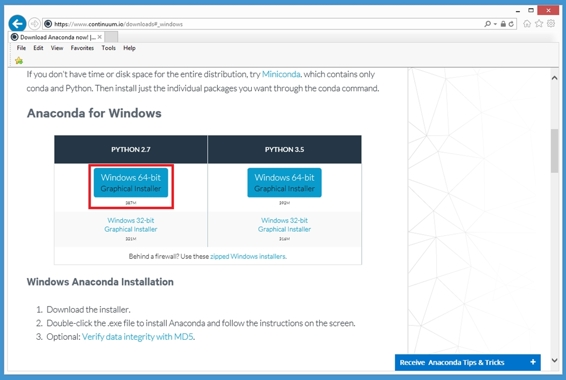 https://www.continuum.io/downloads#_windows
Download Anaconda now! |...
File Edit View Favorites Tools Help
If you don't have time or disk space for the entire distribution, try Miniconda, which contains only
conda and Python. Then install just the individual packages you want through the conda command.
Anaconda for Windows
PYTHON 2.7 PYTHON 3.5
Windows 64-bit Windows 64-bit
Graphical Installer Graphical Installer
Windows 32-bit Windows 32-bit
Graphical Installer Graphical Installer
Behind a firewall? Use these zipped Windows installers.
Windows Anaconda Installation
1. Download the installer.
2. Double-click the .exe file to install Anaconda and follow the instructions on the screen.
3. Optional: Verify data integrity with MD5.
Receive Anaconda Tips & Tricks +